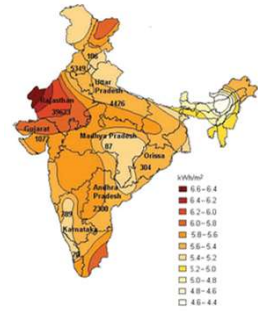 106
5349
Uttar
Pradesh
4476
Rajasthan
39623
Gujarat
1077
Madhya Pradesh
87
Orissa
304
Andhra
Pradesh
2300
789
Karnataka
kWh/m²
6.6-6.4
6.4-6.2
6.2-6.0
6.0-5.8
5.8-5.6
5.6-5.4
5.4-5.2
5.2-5.0
5.0-4.8
4.8-4.6
4.6-4.4